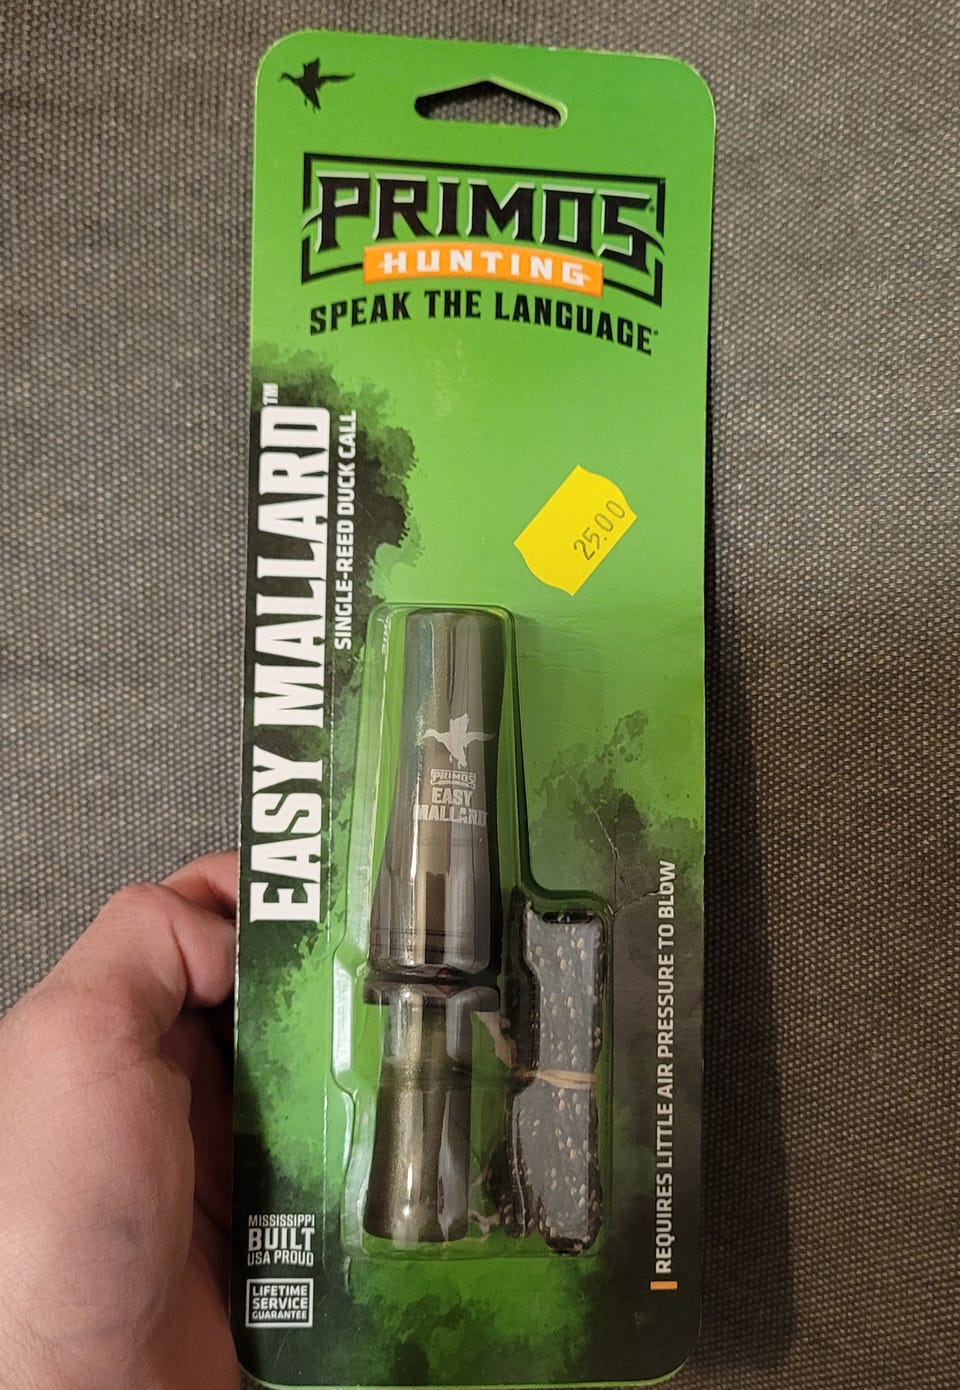 PRIMOS®
HUNTING
SPEAK THE LANGUAGE®
EASY MALLARD™
SINGLE-REED DUCK CALL
25.00
PRIMOS
EASY
MALLARD
REQUIRES LITTLE AIR PRESSURE TO BLOW
MISSISSIPPI
BUILT
USA PROUD
LIFETIME
SERVICE
GUARANTEE